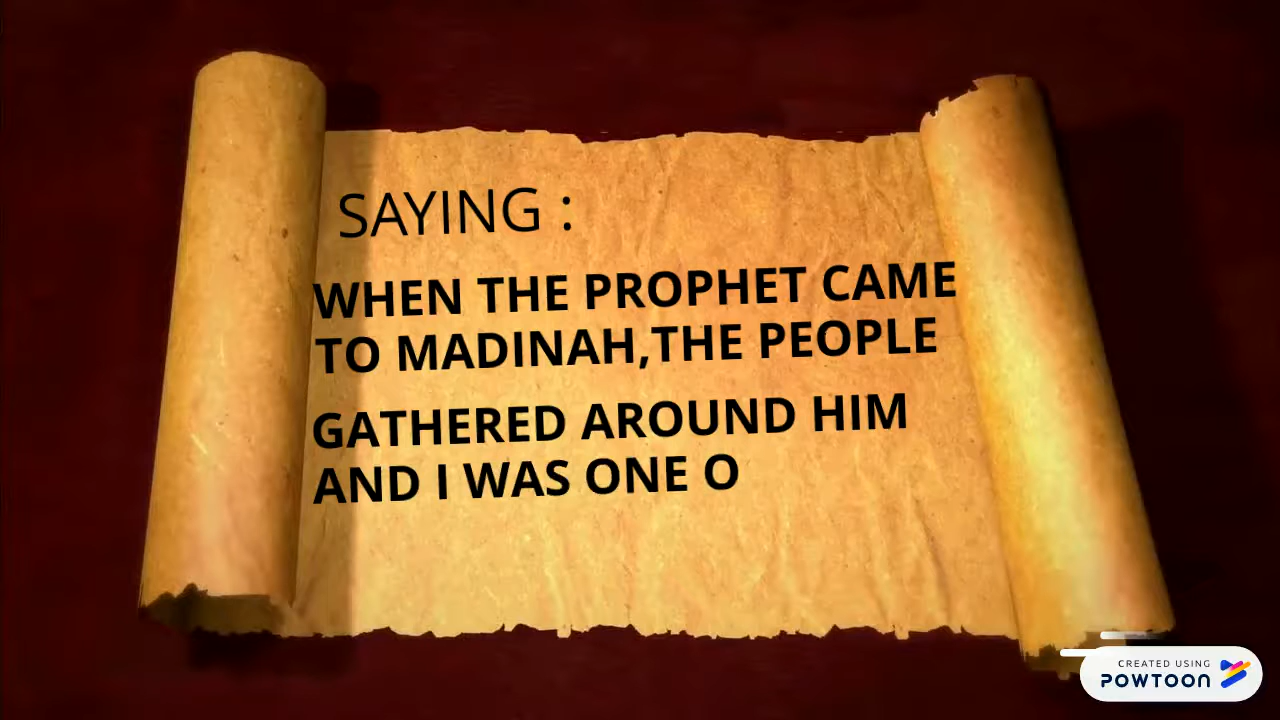 SAYING :
WHEN THE PROPHET CAME
TO MADINAH,THE PEOPLE
GATHERED AROUND HIM
AND I WAS ONE O
CREATED USING
POWTOON